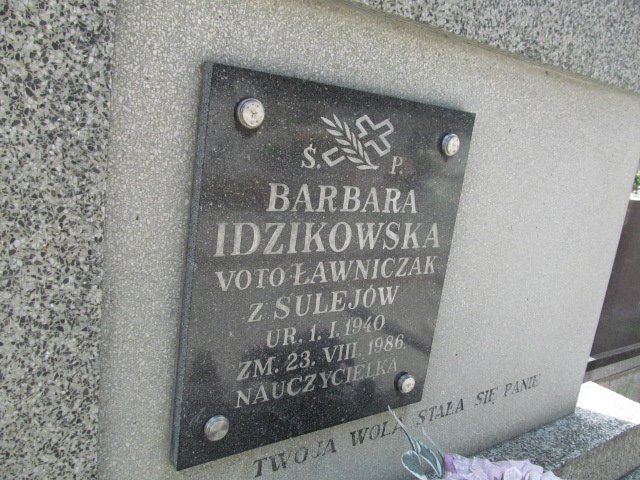 Ś. P.
BARBARA
IDZIKOWSKA
VOTO ŁAWNICZAK
Z SULEJÓW
UR. 1. I. 1940
ZM. 23. VIII. 1986.
NAUCZYCIELKA
TWOJA WOLA STAŁA SIĘ PANIE